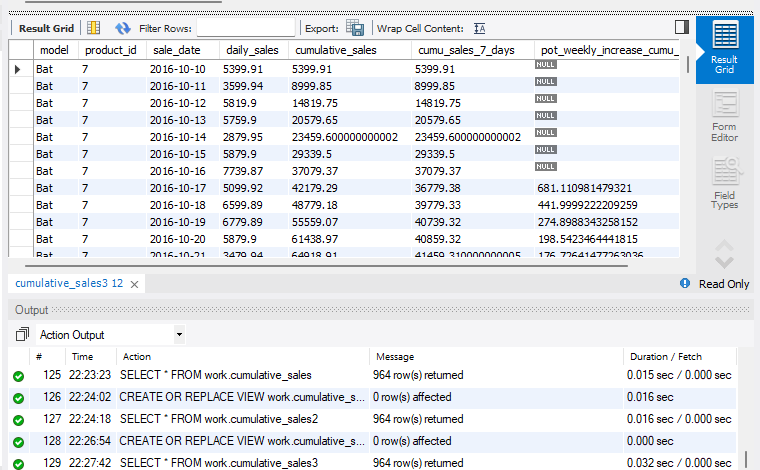 Result Grid Filter Rows: Export: Wrap Cell Content:
model product_id sale_date daily_sales cumulative_sales cumu_sales_7_days pot_weekly_increase_cumu_
Bat 7 2016-10-10 5399.91 5399.91 5399.91 NULL
Bat 7 2016-10-11 3599.94 8999.85 8999.85 NULL
Bat 7 2016-10-12 5819.9 14819.75 14819.75 NULL
Bat 7 2016-10-13 5759.9 20579.65 20579.65 NULL
Bat 7 2016-10-14 2879.95 23459.600000000002 23459.600000000002 NULL
Bat 7 2016-10-15 5879.9 29339.5 29339.5 NULL
Bat 7 2016-10-16 7739.87 37079.37 37079.37 NULL
Bat 7 2016-10-17 5099.92 42179.29 36779.38 681.110981479321
Bat 7 2016-10-18 6599.89 48779.18 39779.33 441.9999222209259
Bat 7 2016-10-19 6779.89 55559.07 40739.32 274.8988343258152
Bat 7 2016-10-20 5879.9 61438.97 40859.32 198.5423464441815
Bat 7 2016-10-21 3479.94 64918.91 41459.310000000005 176.72641477263036
Result
Grid
Form
Editor
Field
Types
cumulative_sales3 12
Read Only
Output
Action Output
# Time Action Message Duration / Fetch
125 22:23:23 SELECT * FROM work.cumulative_sales 964 row(s) returned 0.015 sec / 0.000 sec
126 22:24:02 CREATE OR REPLACE VIEW work.cumulative_s... 0 row(s) affected 0.016 sec
127 22:24:18 SELECT * FROM work.cumulative_sales2 964 row(s) returned 0.016 sec / 0.000 sec
128 22:26:54 CREATE OR REPLACE VIEW work.cumulative_s... 0 row(s) affected 0.000 sec
129 22:27:42 SELECT * FROM work.cumulative_sales3 964 row(s) returned 0.032 sec / 0.000 sec